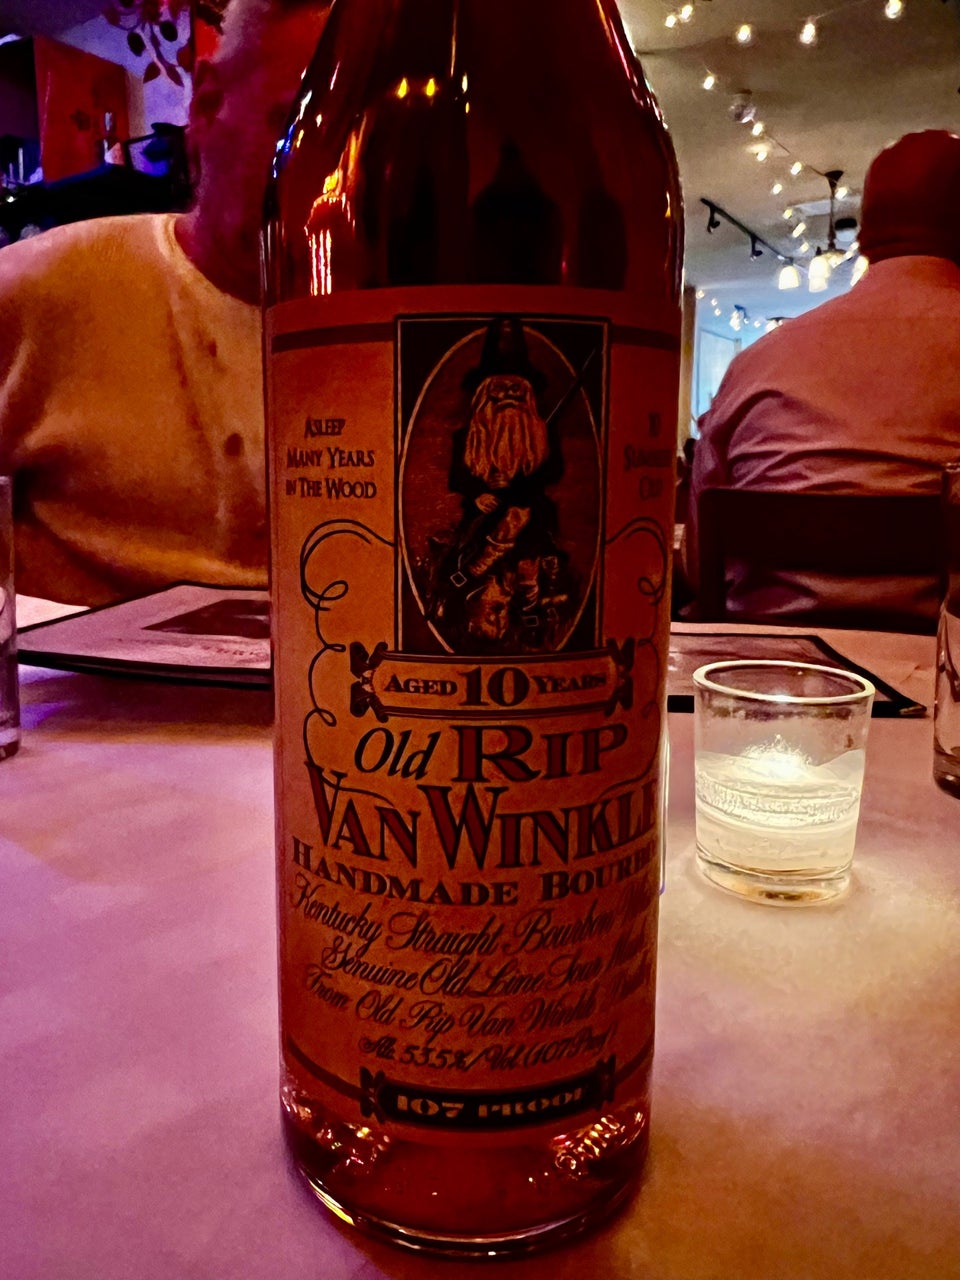 ASLEEP
MANY YEARS
IN THE WOOD
AGED 10 YEARS
Old RIP
VAN WINKLE
HANDMADE BOURBON
Kentucky Straight Bourbon
Genuine Old Line Sour Mash
From Old Rip Van Winkle
Alc. 53.5%/Vol. (107 Proof)
107 PROOF